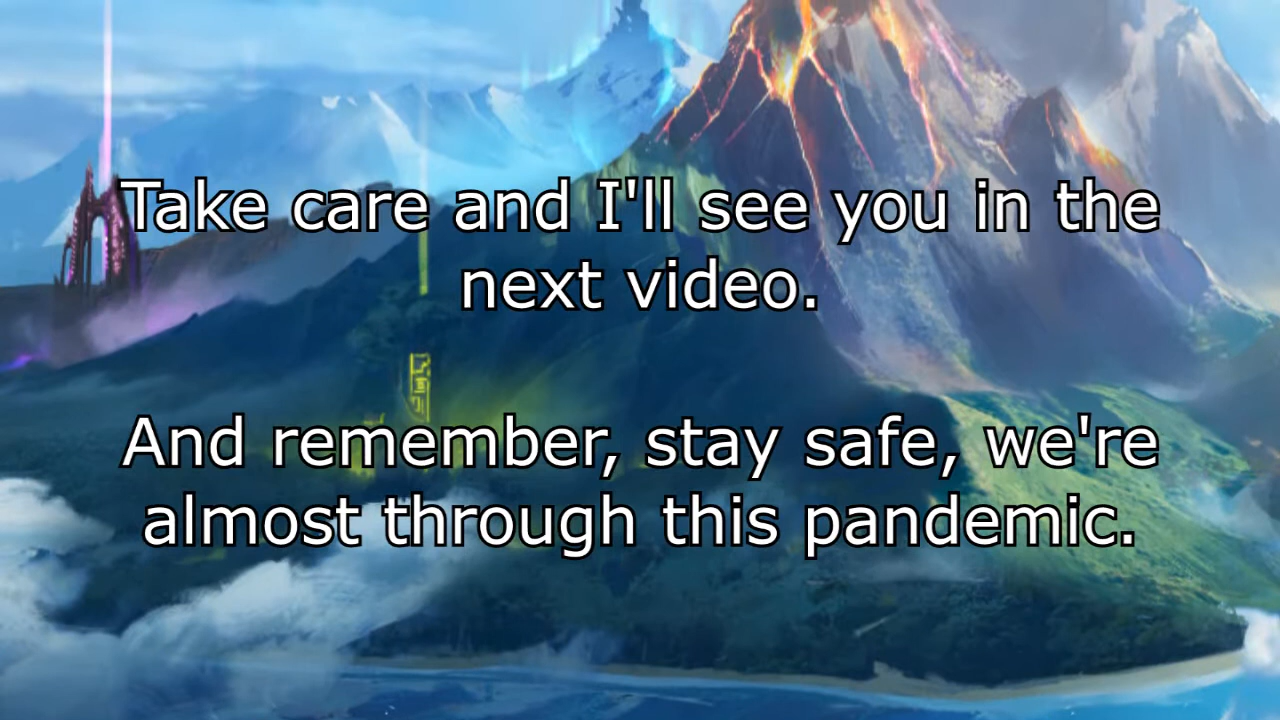 Take care and I'll see you in the
next video.
And remember, stay safe, we're
almost through this pandemic.